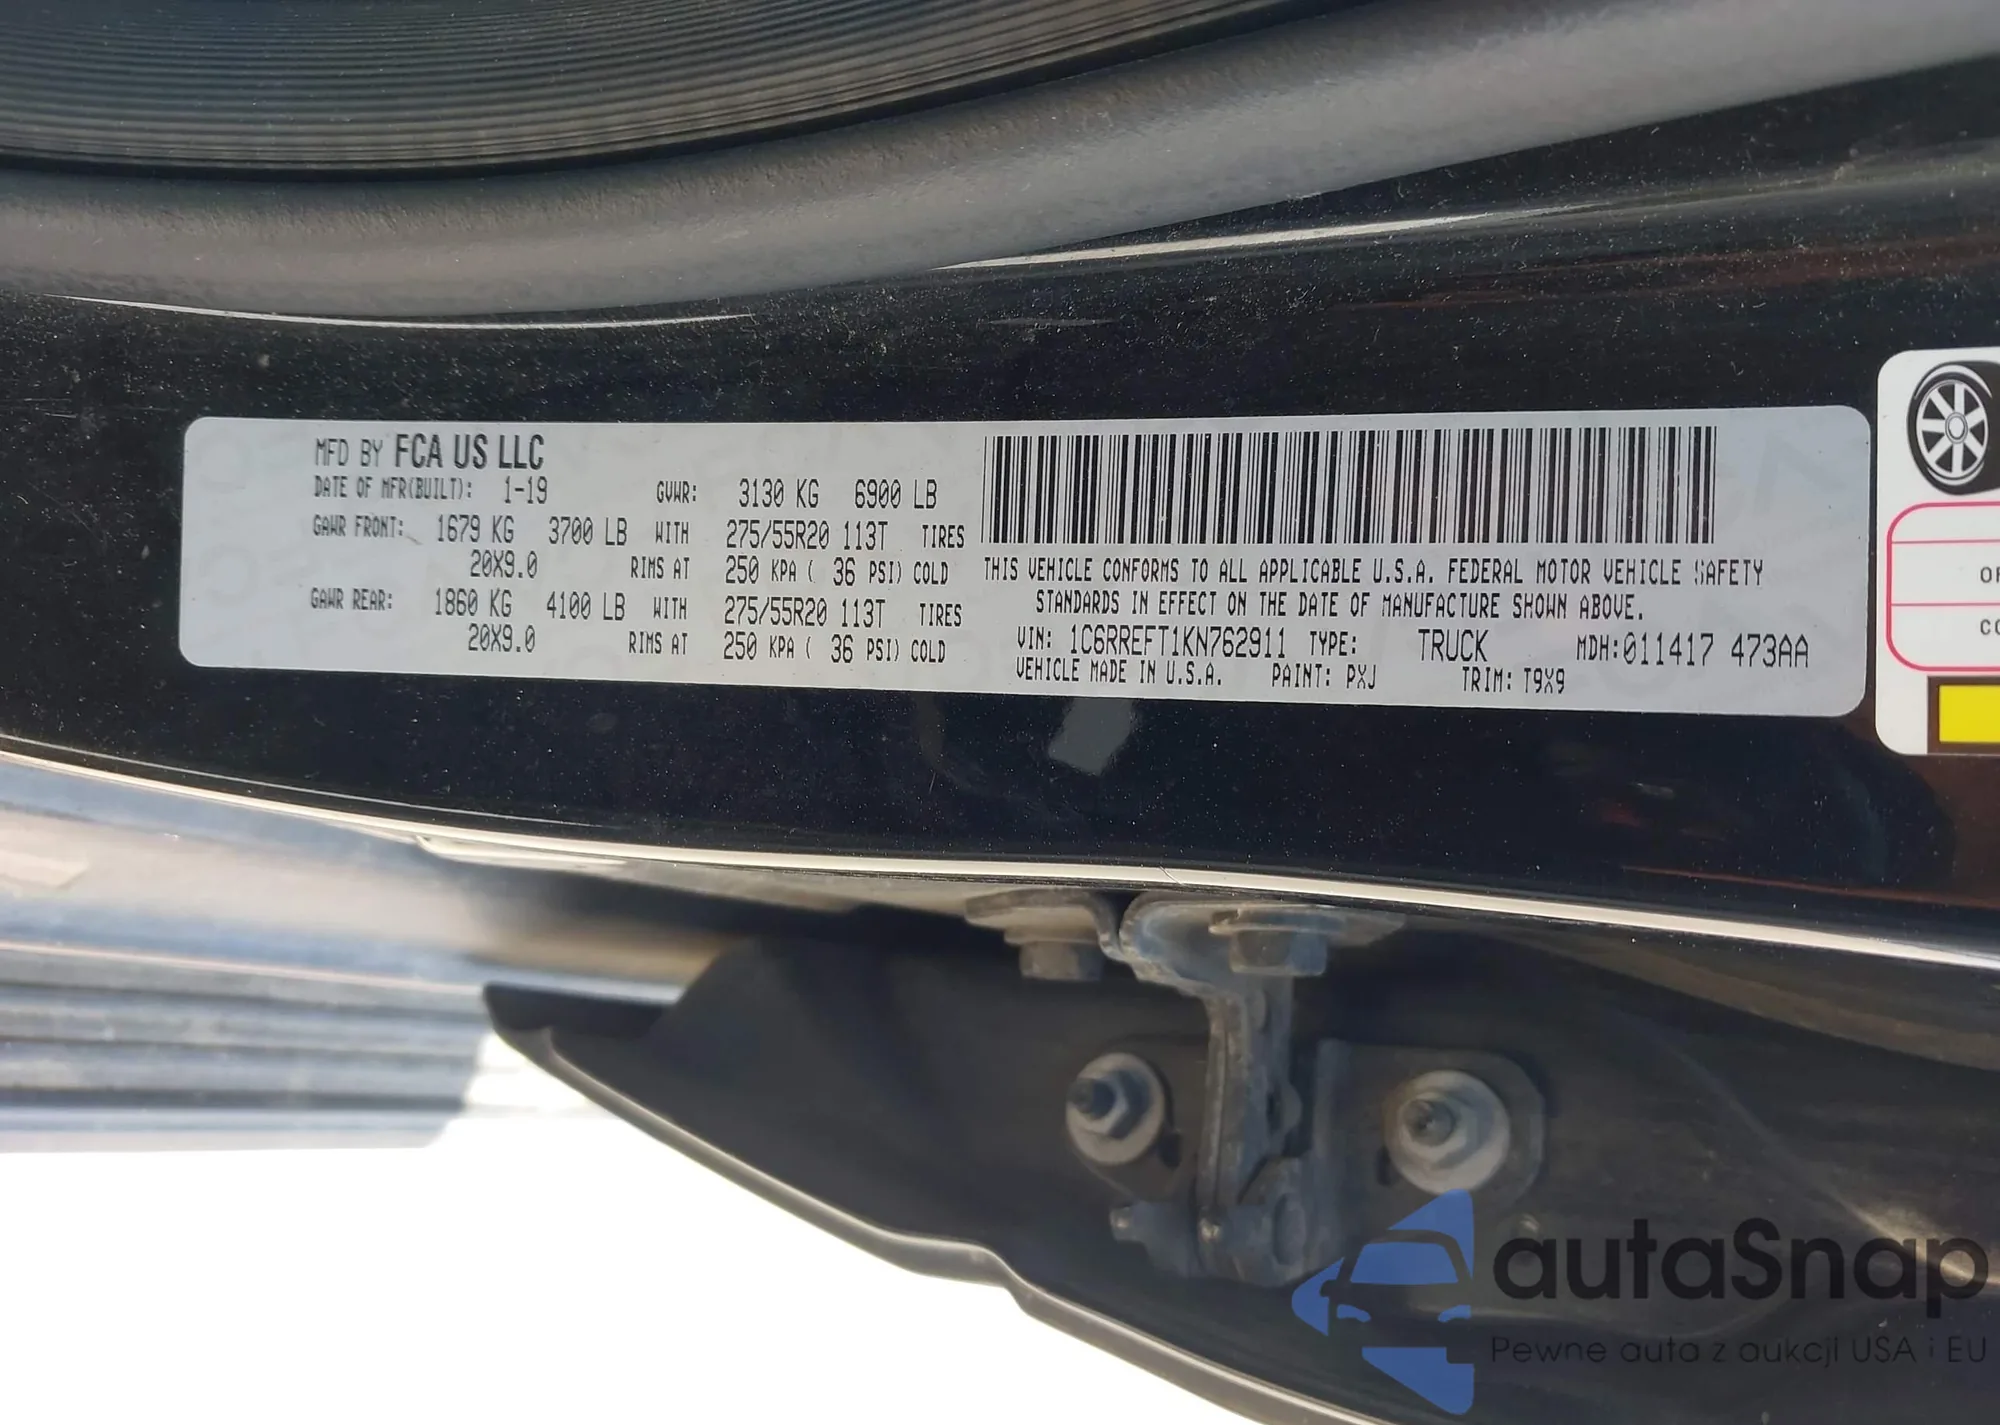 MFD BY FCA US LLC
DATE OF MFR(BUILT): 1-19 GVWR: 3130 KG 6900 LB
GAWR FRONT: 1679 KG 3700 LB WITH 275/55R20 113T TIRES
20X9.0 RIMS AT 250 KPA ( 36 PSI) COLD
GAWR REAR: 1860 KG 4100 LB WITH 275/55R20 113T TIRES
20X9.0 RIMS AT 250 KPA ( 36 PSI) COLD
THIS VEHICLE CONFORMS TO ALL APPLICABLE U.S.A. FEDERAL MOTOR VEHICLE SAFETY
STANDARDS IN EFFECT ON THE DATE OF MANUFACTURE SHOWN ABOVE.
VIN: 1C6RREFT1KN762911 TYPE: TRUCK MDH:011417 473AA
VEHICLE MADE IN U.S.A. PAINT: PXJ TRIM: T9X9
autaSnap
Pewne auta z aukcji USA i EU